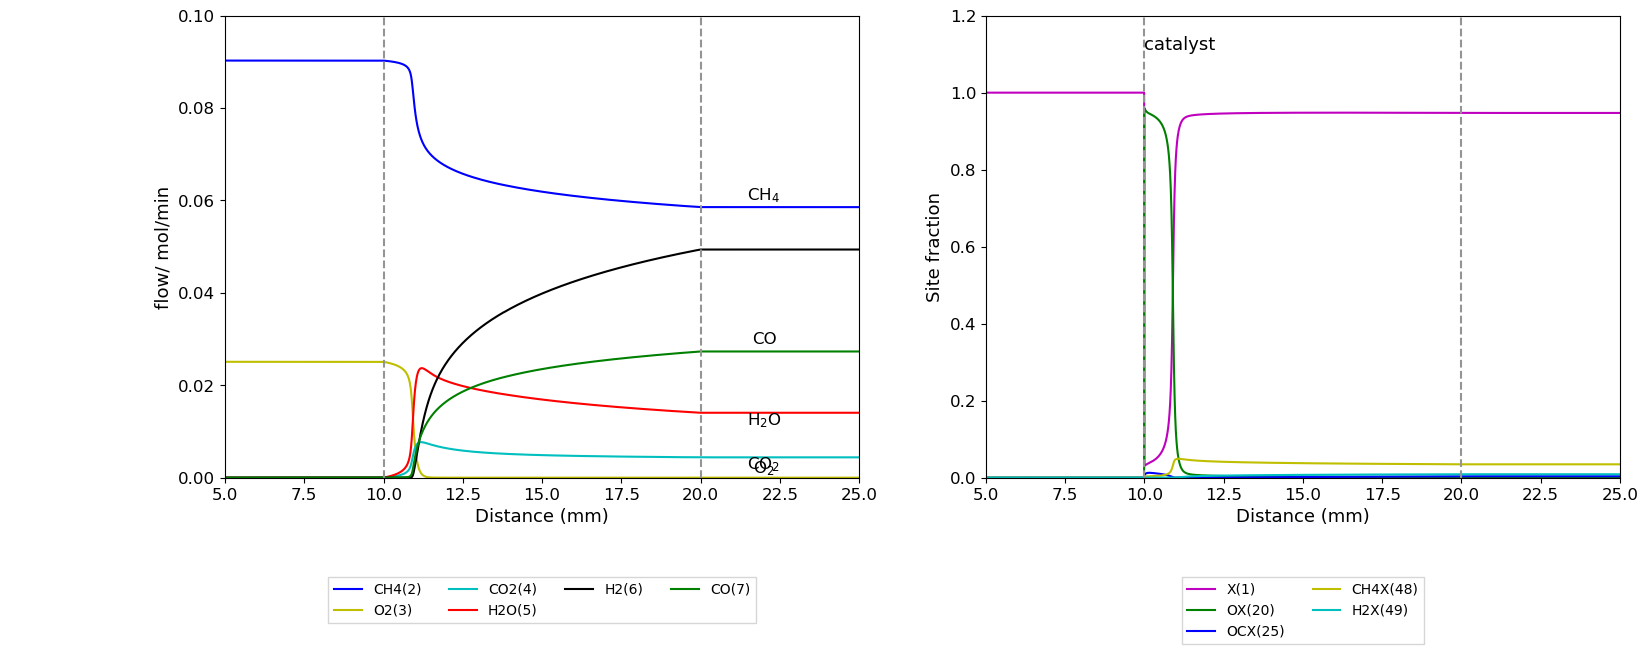 0.10
0.08
0.06
0.04
0.02
0.00
flow/ mol/min
CH₄
CO
H₂O
CO₂
O₂
5.0 7.5 10.0 12.5 15.0 17.5 20.0 22.5 25.0
Distance (mm)
CH4(2) CO2(4) H2(6) CO(7)
O2(3) H2O(5)
1.2
1.0
0.8
0.6
0.4
0.2
0.0
Site fraction
catalyst
5.0 7.5 10.0 12.5 15.0 17.5 20.0 22.5 25.0
Distance (mm)
X(1) CH4X(48)
OX(20) H2X(49)
OCX(25)